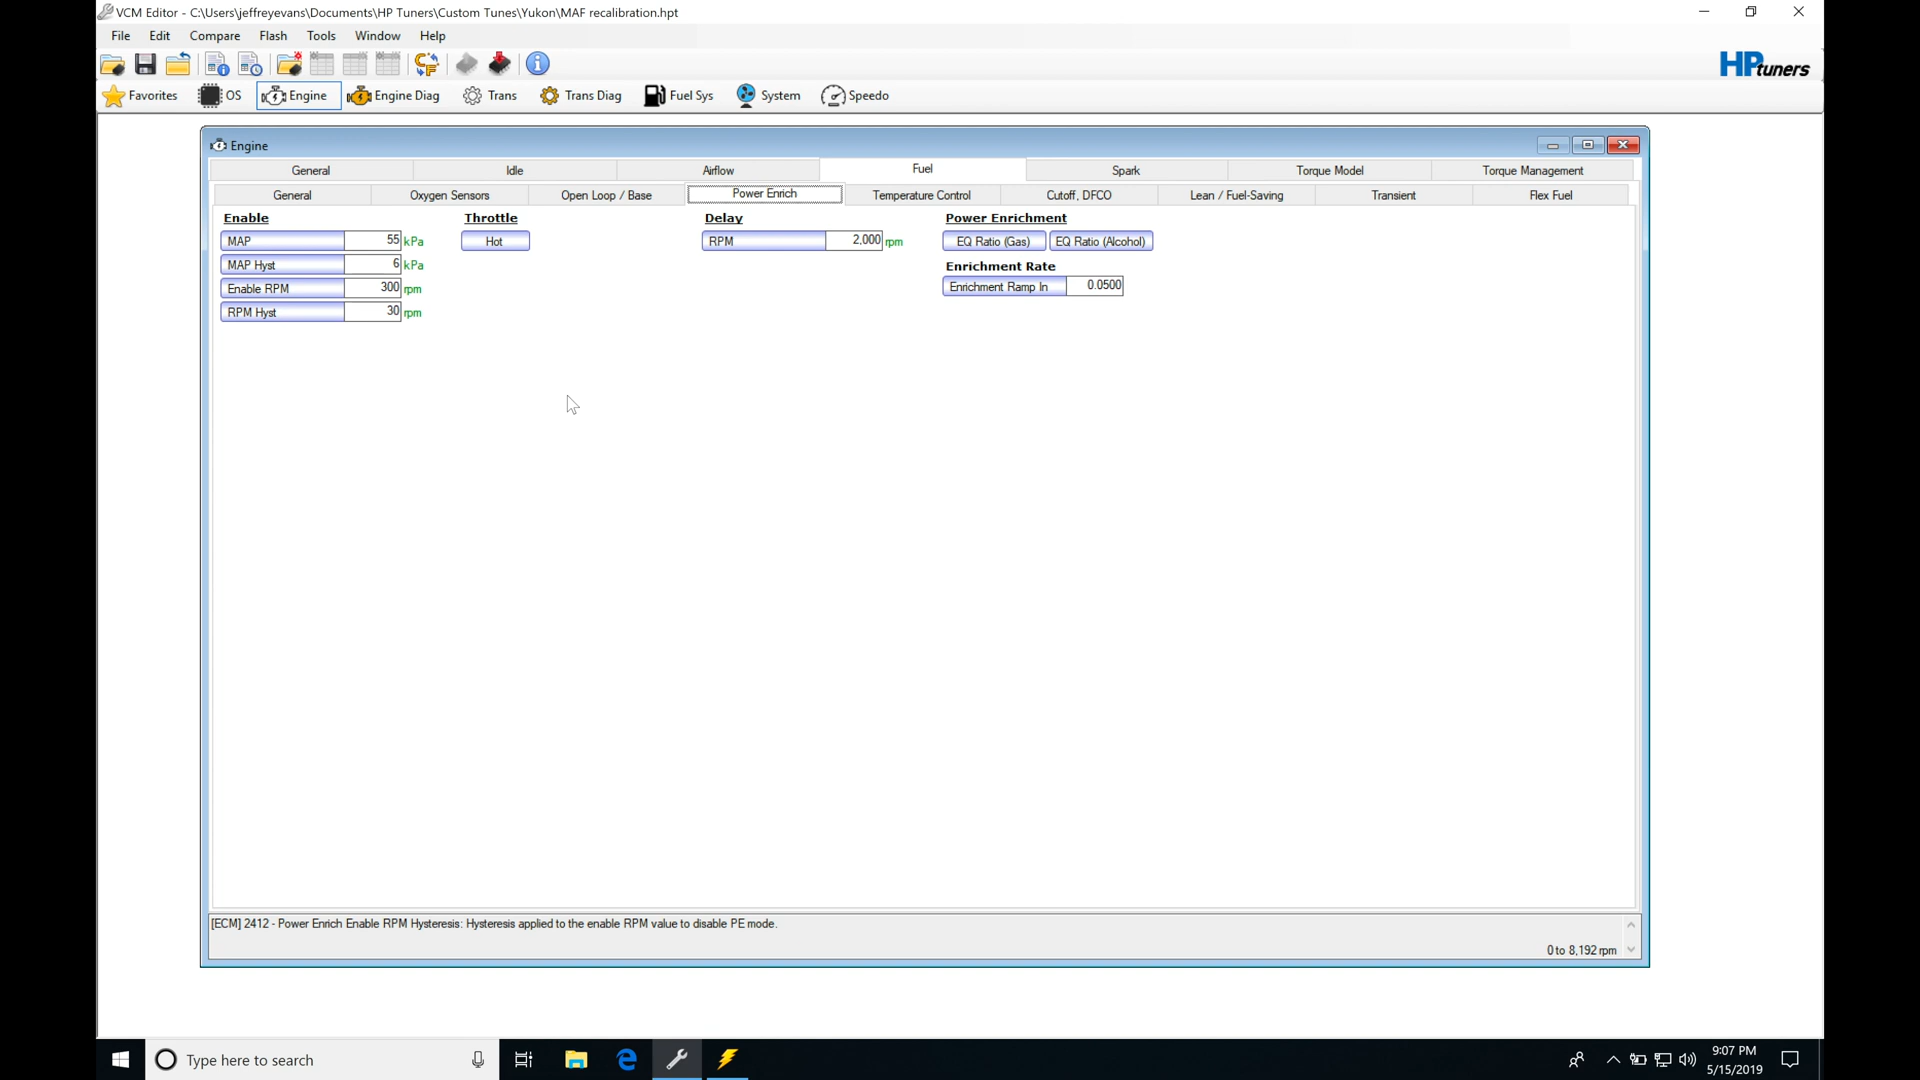 VCM Editor - C:\Users\jeffreyevans\Documents\HP Tuners\Custom Tunes\Yukon\MAF recalibration.hpt
File Edit Compare Flash Tools Window Help
HPtuners
Favorites OS Engine Engine Diag Trans Trans Diag Fuel Sys System Speedo
Engine
General Idle Airflow Fuel Spark Torque Model Torque Management
General Oxygen Sensors Open Loop / Base Power Enrich Temperature Control Cutoff, DFCO Lean / Fuel-Saving Transient Flex Fuel
Enable Throttle Delay Power Enrichment
MAP 55 kPa Hot RPM 2,000 rpm EQ Ratio (Gas) EQ Ratio (Alcohol)
MAP Hyst 6 kPa Enrichment Rate
Enable RPM 300 rpm Enrichment Ramp In 0.0500
RPM Hyst 30 rpm
[ECM] 2412 - Power Enrich Enable RPM Hysteresis: Hysteresis applied to the enable RPM value to disable PE mode.
0 to 8,192 rpm
Type here to search
9:07 PM
5/15/2019